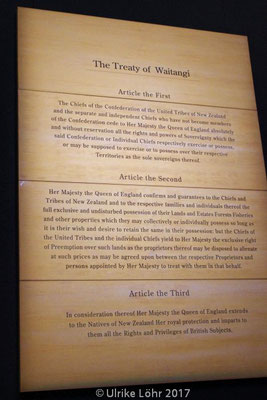 The Treaty of Waitangi
Article the First
The Chiefs of the Confederation of the United Tribes of New Zealand
and the separate and independent Chiefs who have not become members
of the Confederation cede to Her Majesty the Queen of England absolutely
and without reservation all the rights and powers of Sovereignty which the
said Confederation or Individual Chiefs respectively exercise or possess,
or may be supposed to exercise or to possess over their respective
Territories as the sole sovereigns thereof.
Article the Second
Her Majesty the Queen of England confirms and guarantees to the Chiefs and
Tribes of New Zealand and to the respective families and individuals thereof the
full exclusive and undisturbed possession of their Lands and Estates Forests Fisheries
and other properties which they may collectively or individually possess so long as
it is their wish and desire to retain the same in their possession: but the Chiefs of
the United Tribes and the individual Chiefs yield to Her Majesty the exclusive right
of Preemption over such lands as the proprietors thereof may be disposed to alienate
at such prices as may be agreed upon between the respective Proprietors and
persons appointed by Her Majesty to treat with them in that behalf.
Article the Third
In consideration thereof Her Majesty the Queen of England extends
to the Natives of New Zealand Her royal protection and imparts to
them all the Rights and Privileges of British Subjects.
© Ulrike Löhr 2017